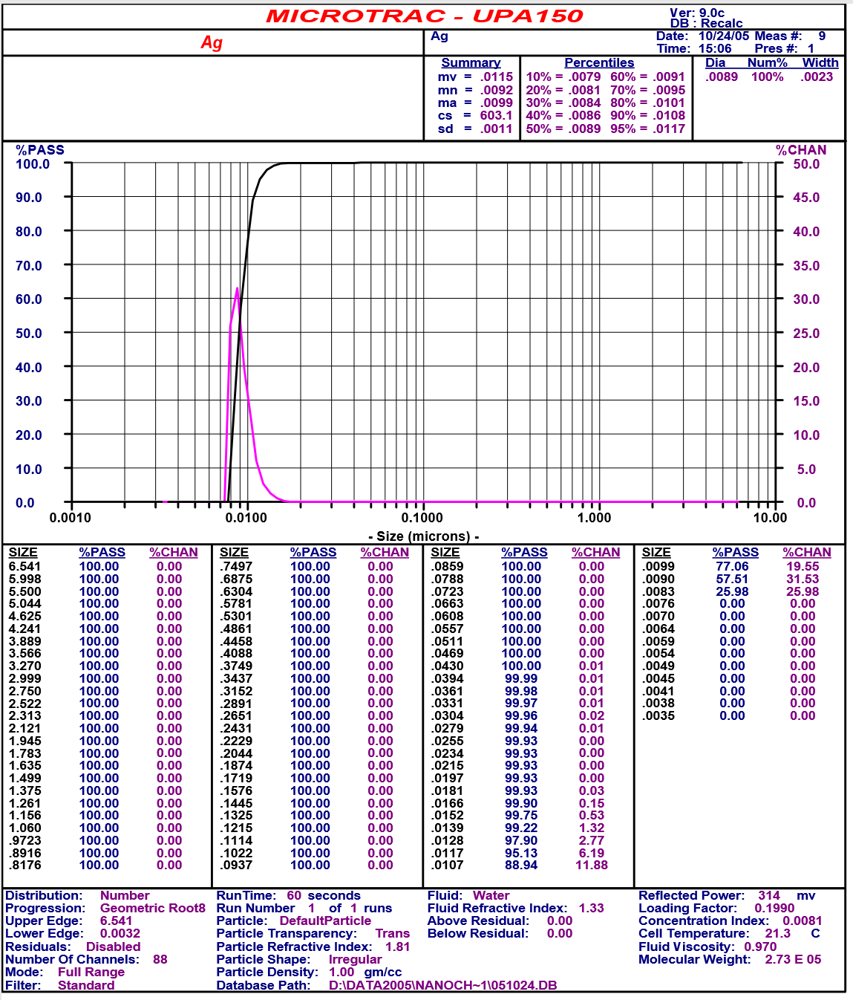 MICROTRAC - UPA150
Ver: 9.0c
DB : Recalc
Ag
Ag
Date: 10/24/05 Meas #: 9
Time: 15:06 Pres #: 1
Summary
mv = .0115
mn = .0092
ma = .0099
cs = 603.1
sd = .0011
Percentiles
10% = .0079 60% = .0091
20% = .0081 70% = .0095
30% = .0084 80% = .0101
40% = .0086 90% = .0108
50% = .0089 95% = .0117
Dia Num% Width
.0089 100% .0023
%PASS %CHAN
100.0 50.0
90.0 45.0
80.0 40.0
70.0 35.0
60.0 30.0
50.0 25.0
40.0 20.0
30.0 15.0
20.0 10.0
10.0 5.0
0.0 0.0
0.0010 0.0100 0.1000 1.000 10.00
- Size (microns) -
SIZE %PASS %CHAN SIZE %PASS %CHAN SIZE %PASS %CHAN SIZE %PASS %CHAN
6.541 100.00 0.00 .7497 100.00 0.00 .0859 100.00 0.00 .0099 77.06 19.55
5.998 100.00 0.00 .6875 100.00 0.00 .0788 100.00 0.00 .0090 57.51 31.53
5.500 100.00 0.00 .6304 100.00 0.00 .0723 100.00 0.00 .0083 25.98 25.98
5.044 100.00 0.00 .5781 100.00 0.00 .0663 100.00 0.00 .0076 0.00 0.00
4.625 100.00 0.00 .5301 100.00 0.00 .0608 100.00 0.00 .0070 0.00 0.00
4.241 100.00 0.00 .4861 100.00 0.00 .0557 100.00 0.00 .0064 0.00 0.00
3.889 100.00 0.00 .4458 100.00 0.00 .0511 100.00 0.00 .0059 0.00 0.00
3.566 100.00 0.00 .4088 100.00 0.00 .0469 100.00 0.00 .0054 0.00 0.00
3.270 100.00 0.00 .3749 100.00 0.00 .0430 100.00 0.01 .0049 0.00 0.00
2.999 100.00 0.00 .3437 100.00 0.00 .0394 99.99 0.01 .0045 0.00 0.00
2.750 100.00 0.00 .3152 100.00 0.00 .0361 99.98 0.01 .0041 0.00 0.00
2.522 100.00 0.00 .2891 100.00 0.00 .0331 99.97 0.01 .0038 0.00 0.00
2.313 100.00 0.00 .2651 100.00 0.00 .0304 99.96 0.02 .0035 0.00 0.00
2.121 100.00 0.00 .2431 100.00 0.00 .0279 99.94 0.01
1.945 100.00 0.00 .2229 100.00 0.00 .0255 99.93 0.00
1.783 100.00 0.00 .2044 100.00 0.00 .0234 99.93 0.00
1.635 100.00 0.00 .1874 100.00 0.00 .0215 99.93 0.00
1.499 100.00 0.00 .1719 100.00 0.00 .0197 99.93 0.00
1.375 100.00 0.00 .1576 100.00 0.00 .0181 99.93 0.03
1.261 100.00 0.00 .1445 100.00 0.00 .0166 99.90 0.15
1.156 100.00 0.00 .1325 100.00 0.00 .0152 99.75 0.53
1.060 100.00 0.00 .1215 100.00 0.00 .0139 99.22 1.32
.9723 100.00 0.00 .1114 100.00 0.00 .0128 97.90 2.77
.8916 100.00 0.00 .1022 100.00 0.00 .0117 95.13 6.19
.8176 100.00 0.00 .0937 100.00 0.00 .0107 88.94 11.88
Distribution: Number
Progression: Geometric Root8
Upper Edge: 6.541
Lower Edge: 0.0032
Residuals: Disabled
Number Of Channels: 88
Mode: Full Range
Filter: Standard
RunTime: 60 seconds
Run Number 1 of 1 runs
Particle: DefaultParticle
Particle Transparency: Trans
Particle Refractive Index: 1.81
Particle Shape: Irregular
Particle Density: 1.00 gm/cc
Database Path: D:\DATA2005\NANOCH~1\051024.DB
Fluid: Water
Fluid Refractive Index: 1.33
Above Residual: 0.00
Below Residual: 0.00
Reflected Power: 314 mv
Loading Factor: 0.1990
Concentration Index: 0.0081
Cell Temperature: 21.3 C
Fluid Viscosity: 0.970
Molecular Weight: 2.73 E 05